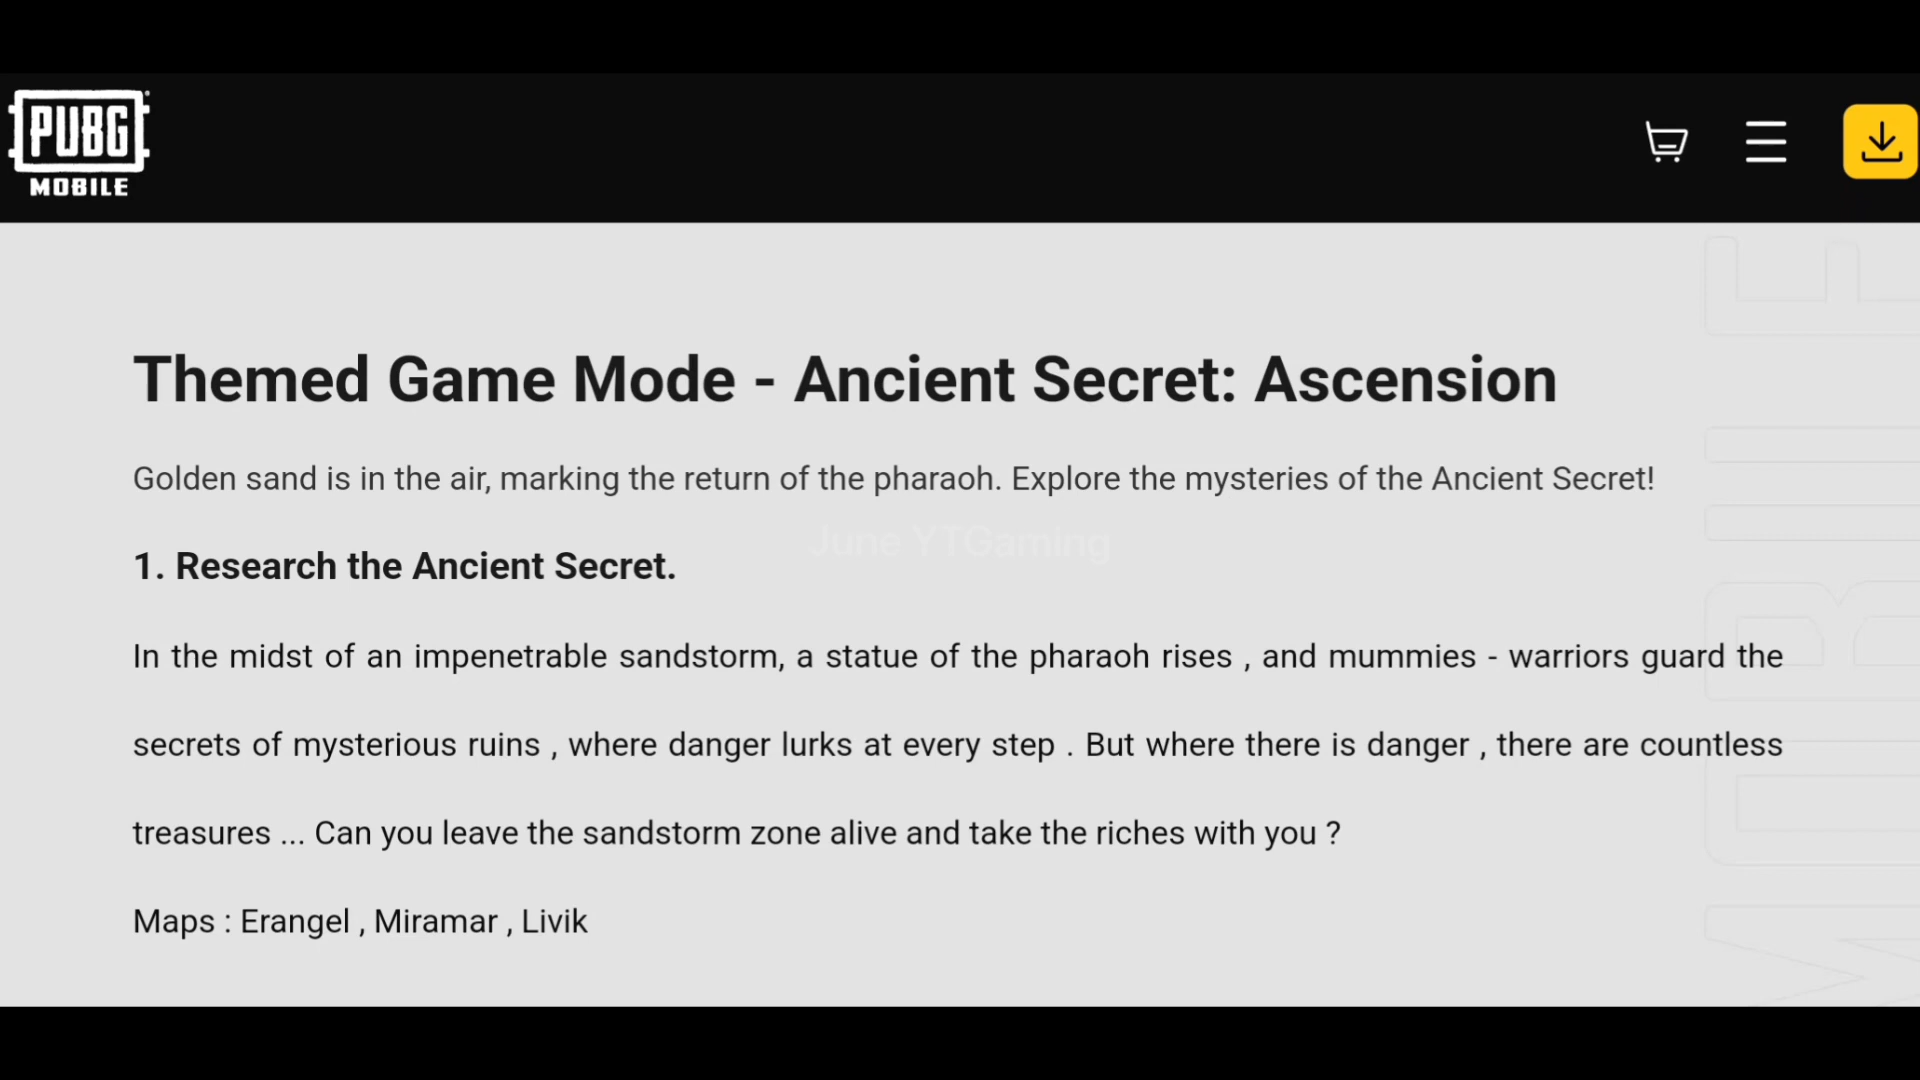 PUBG
MOBILE
Themed Game Mode - Ancient Secret: Ascension
Golden sand is in the air, marking the return of the pharaoh. Explore the mysteries of the Ancient Secret!
June YTGaming
1. Research the Ancient Secret.
In the midst of an impenetrable sandstorm, a statue of the pharaoh rises , and mummies - warriors guard the
secrets of mysterious ruins , where danger lurks at every step . But where there is danger , there are countless
treasures ... Can you leave the sandstorm zone alive and take the riches with you ?
Maps : Erangel , Miramar , Livik
MOBILE